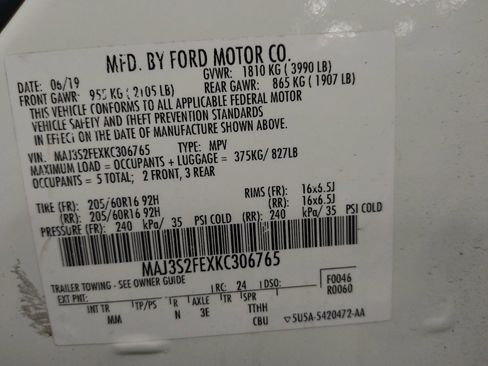 MFD. BY FORD MOTOR CO.
DATE: 06/19 GVWR: 1810 KG ( 3990 LB)
FRONT GAWR: 955 KG ( 2105 LB) REAR GAWR: 865 KG ( 1907 LB)
THIS VEHICLE CONFORMS TO ALL APPLICABLE FEDERAL MOTOR
VEHICLE SAFETY AND THEFT PREVENTION STANDARDS
IN EFFECT ON THE DATE OF MANUFACTURE SHOWN ABOVE.
VIN: MAJ3S2FEXKC306765 TYPE: MPV
MAXIMUM LOAD = OCCUPANTS + LUGGAGE = 375KG/ 827LB
OCCUPANTS = 5 TOTAL; 2 FRONT, 3 REAR
TIRE (FR): 205/60R16 92H RIMS (FR): 16x6.5J
(RR): 205/60R16 92H (RR): 16x6.5J
PRESSURE (FR): 240 kPa/ 35 PSI COLD (RR): 240 kPa/ 35 PSI COLD
MAJ3S2FEXKC306765
TRAILER TOWING - SEE OWNER GUIDE RC: 24 DSO: F0046
EXT PNT: R0060
INT TR TP/PS R AXLE TR SPR
MM N 3E TTHH
CBU ▽5U5A-5420472-AA